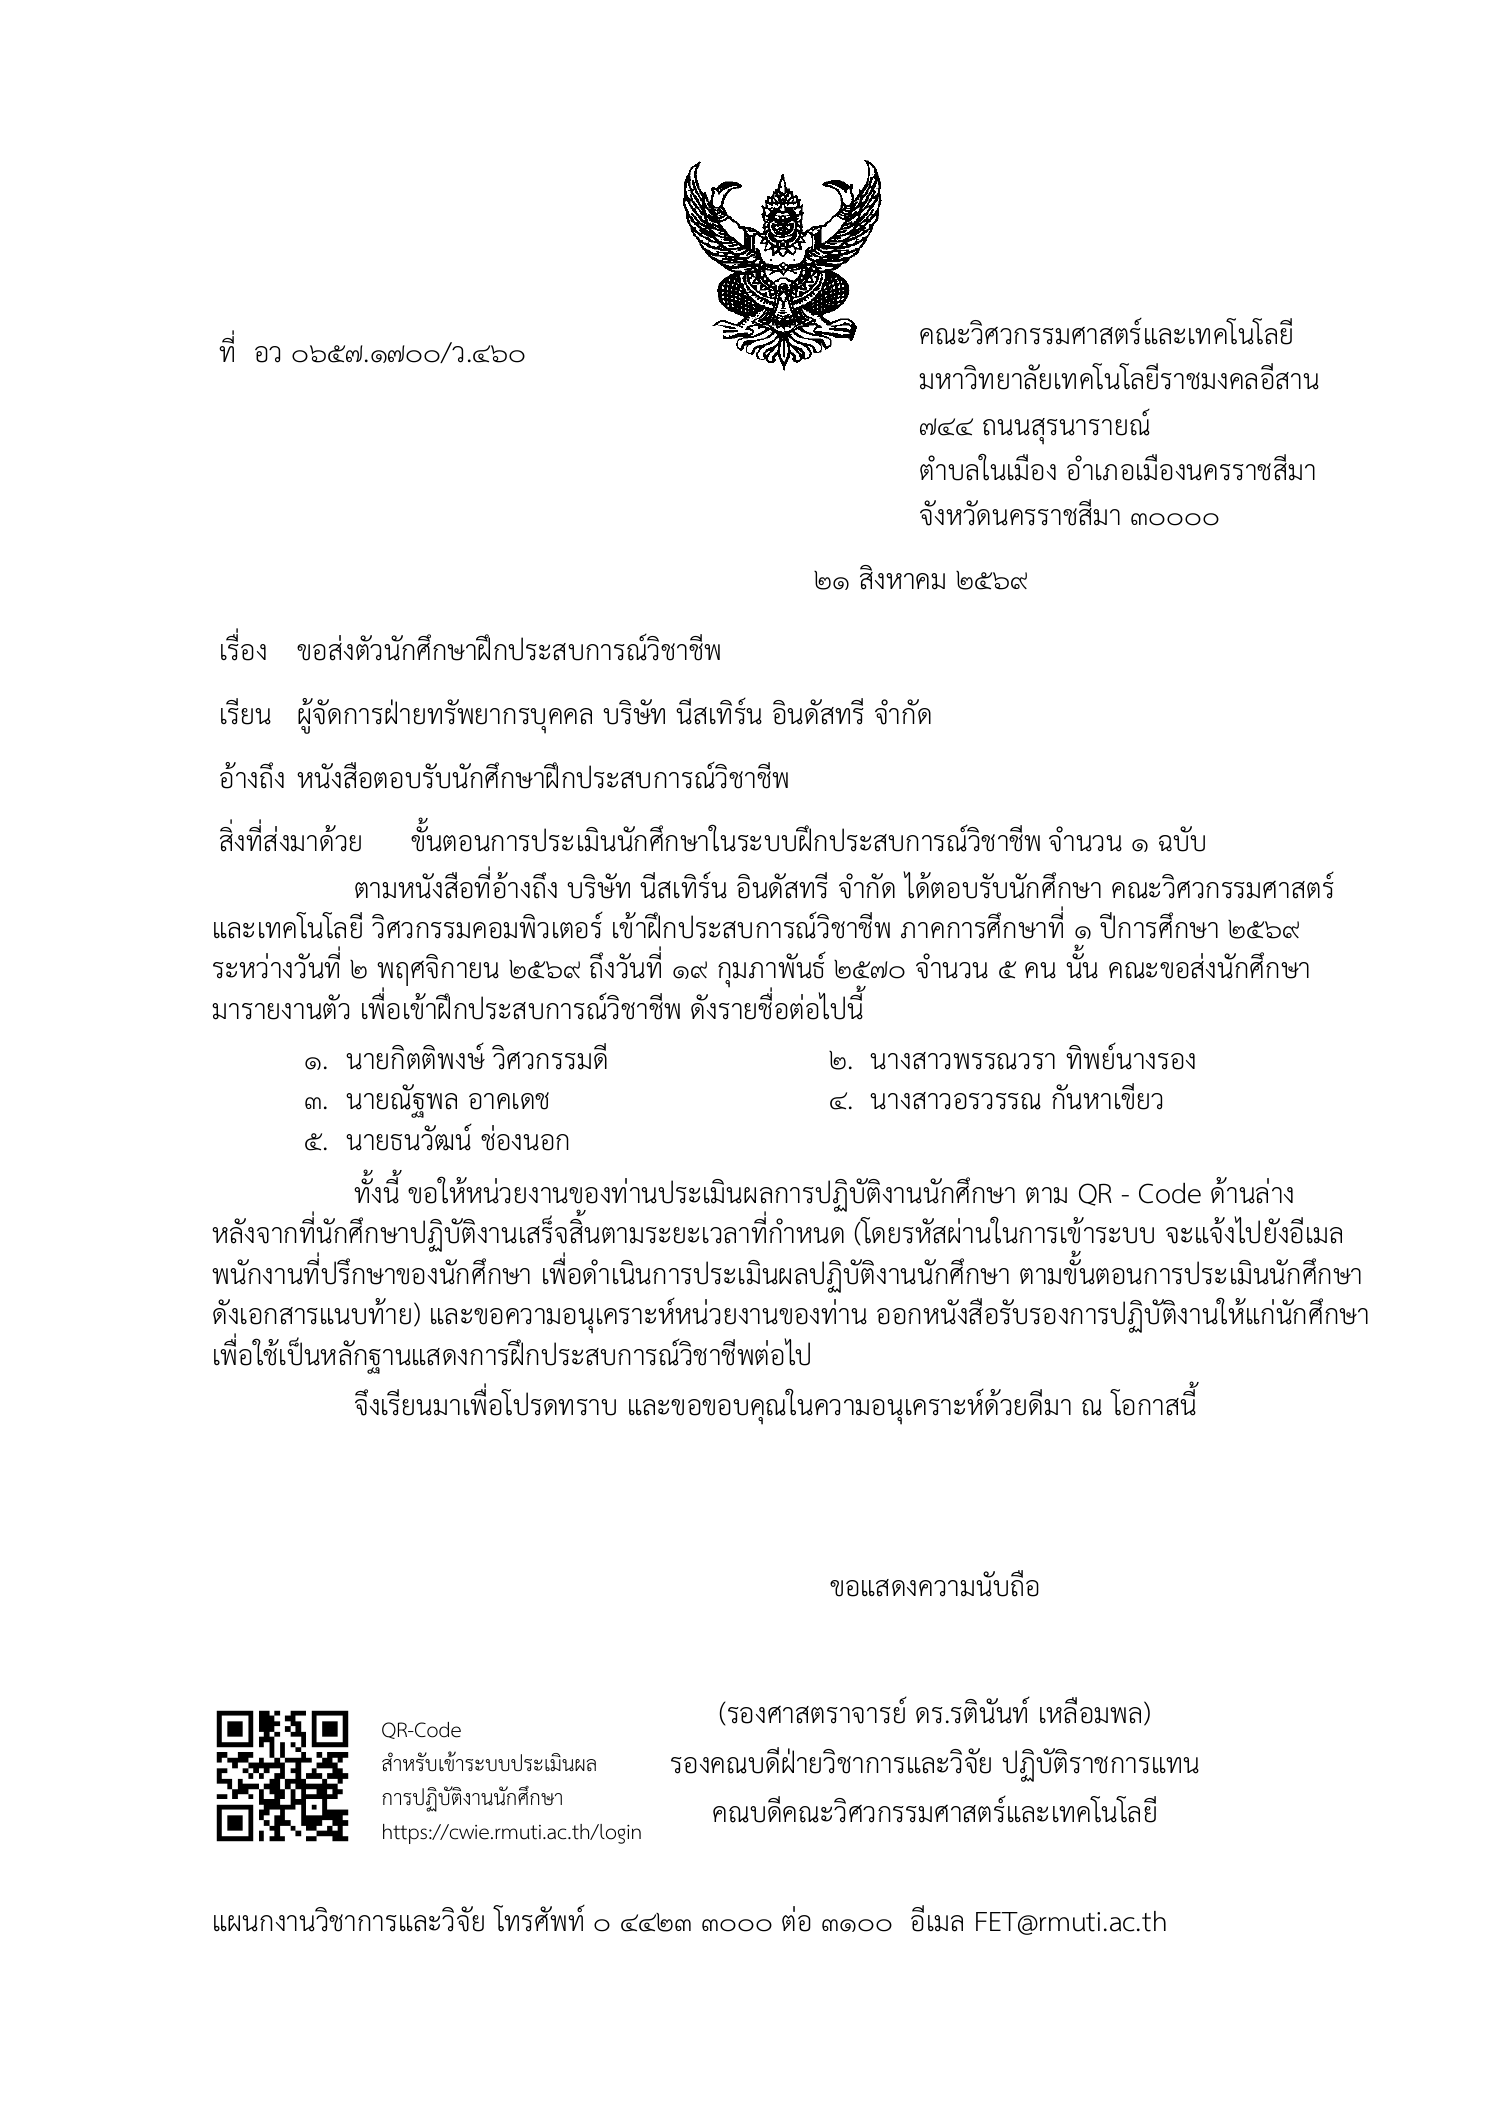 ที่ อว ๐๖๕๗.๑๗๐๐/ว.๔๖๐
คณะวิศวกรรมศาสตร์และเทคโนโลยี
มหาวิทยาลัยเทคโนโลยีราชมงคลอีสาน
๗๔๔ ถนนสุรนารายณ์
ตำบลในเมือง อำเภอเมืองนครราชสีมา
จังหวัดนครราชสีมา ๓๐๐๐๐
๒๑ สิงหาคม ๒๕๖๙
เรื่อง ขอส่งตัวนักศึกษาฝึกประสบการณ์วิชาชีพ
เรียน ผู้จัดการฝ่ายทรัพยากรบุคคล บริษัท นีสเทิร์น อินดัสทรี จำกัด
อ้างถึง หนังสือตอบรับนักศึกษาฝึกประสบการณ์วิชาชีพ
สิ่งที่ส่งมาด้วย ขั้นตอนการประเมินนักศึกษาในระบบฝึกประสบการณ์วิชาชีพ จำนวน ๑ ฉบับ
ตามหนังสือที่อ้างถึง บริษัท นีสเทิร์น อินดัสทรี จำกัด ได้ตอบรับนักศึกษา คณะวิศวกรรมศาสตร์
และเทคโนโลยี วิศวกรรมคอมพิวเตอร์ เข้าฝึกประสบการณ์วิชาชีพ ภาคการศึกษาที่ ๑ ปีการศึกษา ๒๕๖๙
ระหว่างวันที่ ๒ พฤศจิกายน ๒๕๖๙ ถึงวันที่ ๑๙ กุมภาพันธ์ ๒๕๗๐ จำนวน ๕ คน นั้น คณะขอส่งนักศึกษา
มารายงานตัว เพื่อเข้าฝึกประสบการณ์วิชาชีพ ดังรายชื่อต่อไปนี้
๑. นายกิตติพงษ์ วิศวกรรมดี ๒. นางสาวพรรณวรา ทิพย์นางรอง
๓. นายณัฐพล อาคเดช ๔. นางสาวอรวรรณ กันหาเขียว
๕. นายธนวัฒน์ ช่องนอก
ทั้งนี้ ขอให้หน่วยงานของท่านประเมินผลการปฏิบัติงานนักศึกษา ตาม QR - Code ด้านล่าง
หลังจากที่นักศึกษาปฏิบัติงานเสร็จสิ้นตามระยะเวลาที่กำหนด (โดยรหัสผ่านในการเข้าระบบ จะแจ้งไปยังอีเมล
พนักงานที่ปรึกษาของนักศึกษา เพื่อดำเนินการประเมินผลปฏิบัติงานนักศึกษา ตามขั้นตอนการประเมินนักศึกษา
ดังเอกสารแนบท้าย) และขอความอนุเคราะห์หน่วยงานของท่าน ออกหนังสือรับรองการปฏิบัติงานให้แก่นักศึกษา
เพื่อใช้เป็นหลักฐานแสดงการฝึกประสบการณ์วิชาชีพต่อไป
จึงเรียนมาเพื่อโปรดทราบ และขอขอบคุณในความอนุเคราะห์ด้วยดีมา ณ โอกาสนี้
ขอแสดงความนับถือ
(รองศาสตราจารย์ ดร.รตินันท์ เหลือมพล)
รองคณบดีฝ่ายวิชาการและวิจัย ปฏิบัติราชการแทน
คณบดีคณะวิศวกรรมศาสตร์และเทคโนโลยี
QR-Code
สำหรับเข้าระบบประเมินผล
การปฏิบัติงานนักศึกษา
https://cwie.rmuti.ac.th/login
แผนกงานวิชาการและวิจัย โทรศัพท์ ๐ ๔๔๒๓ ๓๐๐๐ ต่อ ๓๑๐๐ อีเมล FET@rmuti.ac.th